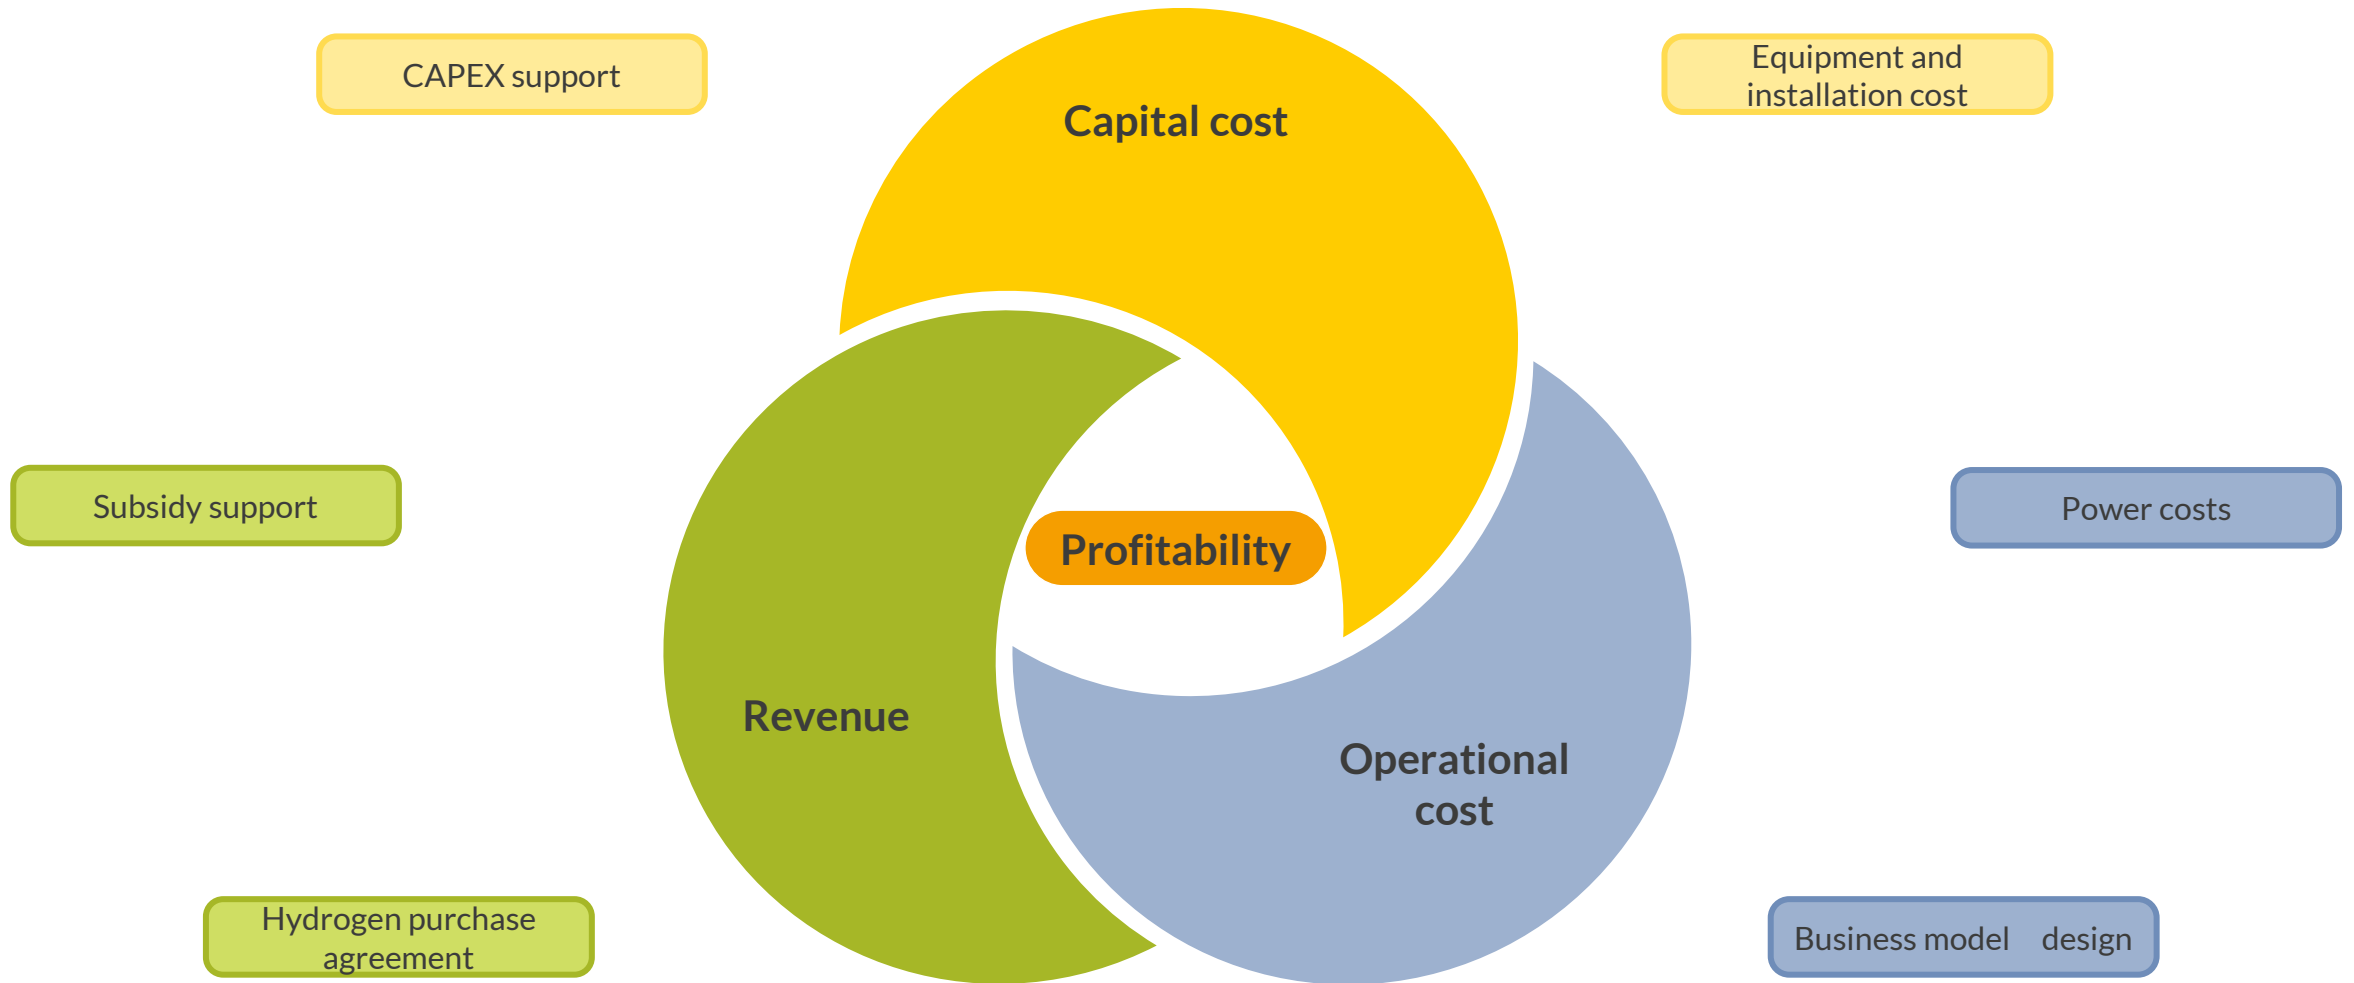 CAPEX support
Equipment and
installation cost
Capital cost
Subsidy support
Power costs
Profitability
Revenue
Operational
cost
Hydrogen purchase
agreement
Business model design